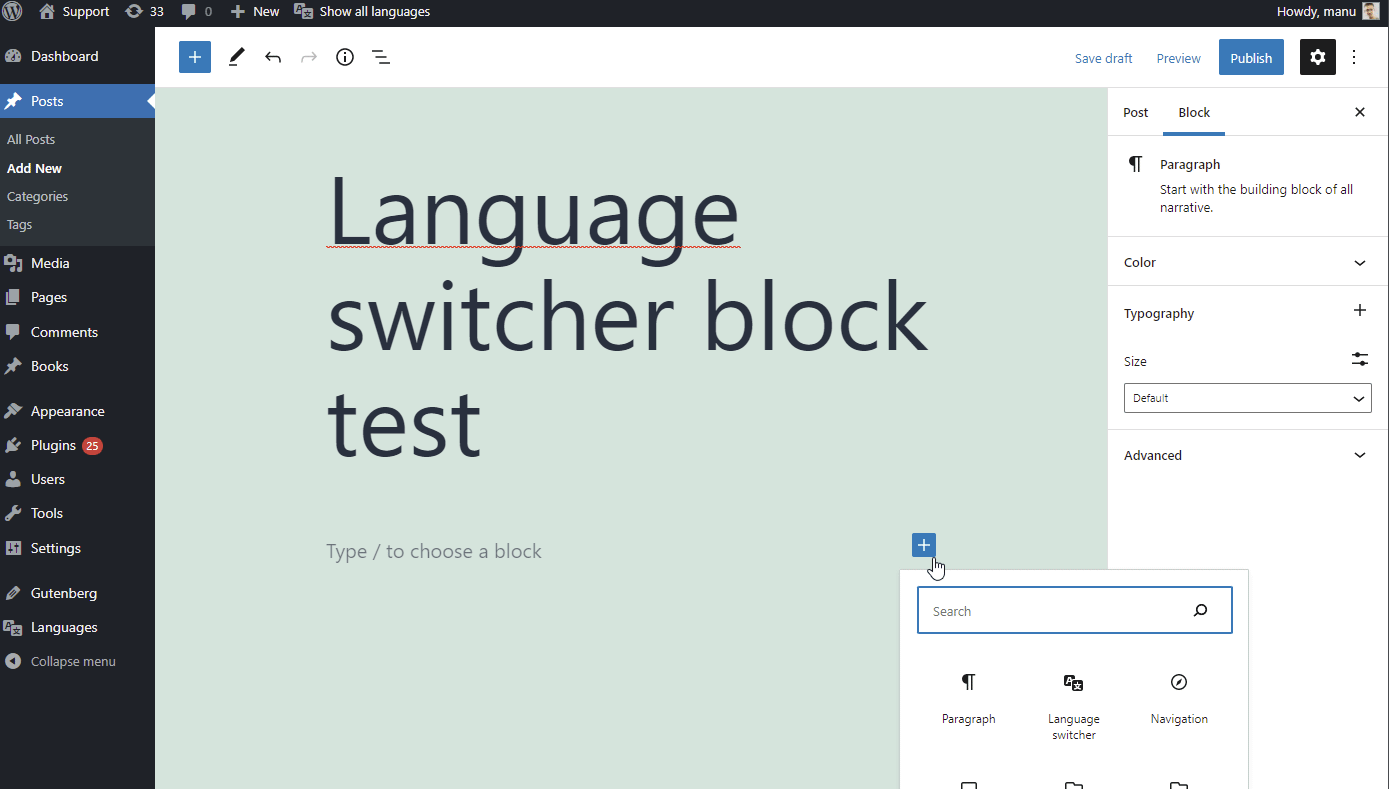 Support 33 0 New Show all languages Howdy, manu
Dashboard
Posts
All Posts
Add New
Categories
Tags
Media
Pages
Comments
Books
Appearance
Plugins 25
Users
Tools
Settings
Gutenberg
Languages
Collapse menu
Save draft Preview Publish
Language
switcher block
test
Type / to choose a block
Search
Paragraph
Language
switcher
Navigation
Post Block
Paragraph
Start with the building block of all
narrative.
Color
Typography
Size
Default
Advanced